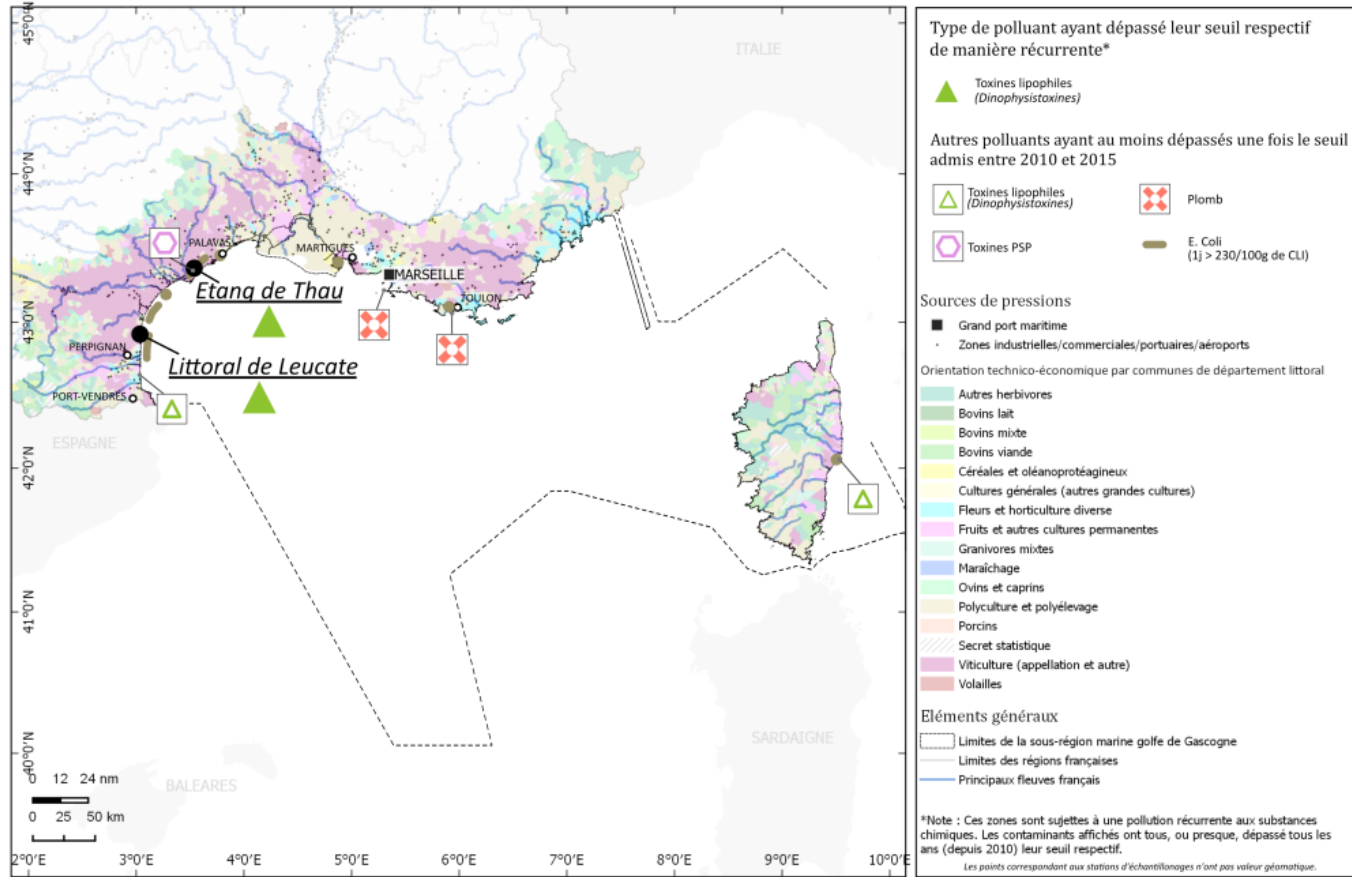 45°0'N
44°0'N
43°0'N
42°0'N
41°0'N
40°0'N
ITALIE
PALAVAS
MARTIGUES
MARSEILLE
Etang de Thau
TOULON
PERPIGNAN
Littoral de Leucate
PORT-VENDRES
ESPAGNE
SARDAIGNE
BALEARES
0 12 24 nm
0 25 50 km
2°0'E 3°0'E 4°0'E 5°0'E 6°0'E 7°0'E 8°0'E 9°0'E 10°0'E
Type de polluant ayant dépassé leur seuil respectif
de manière récurrente*
Toxines lipophiles
(Dinophysistoxines)
Autres polluants ayant au moins dépassés une fois le seuil
admis entre 2010 et 2015
Toxines lipophiles
(Dinophysistoxines)
Plomb
Toxines PSP
E. Coli
(1j > 230/100g de CLI)
Sources de pressions
Grand port maritime
Zones industrielles/commerciales/portuaires/aéroports
Orientation technico-économique par communes de département littoral
Autres herbivores
Bovins lait
Bovins mixte
Bovins viande
Céréales et oléanoprotéagineux
Cultures générales (autres grandes cultures)
Fleurs et horticulture diverse
Fruits et autres cultures permanentes
Granivores mixtes
Maraîchage
Ovins et caprins
Polyculture et polyélevage
Porcins
Secret statistique
Viticulture (appellation et autre)
Volailles
Eléments généraux
Limites de la sous-région marine golfe de Gascogne
Limites des régions françaises
Principaux fleuves français
*Note : Ces zones sont sujettes à une pollution récurrente aux substances
chimiques. Les contaminants affichés ont tous, ou presque, dépassé tous les
ans (depuis 2010) leur seuil respectif.
Les points correspondant aux stations d'échantillonages n'ont pas valeur géomatique.